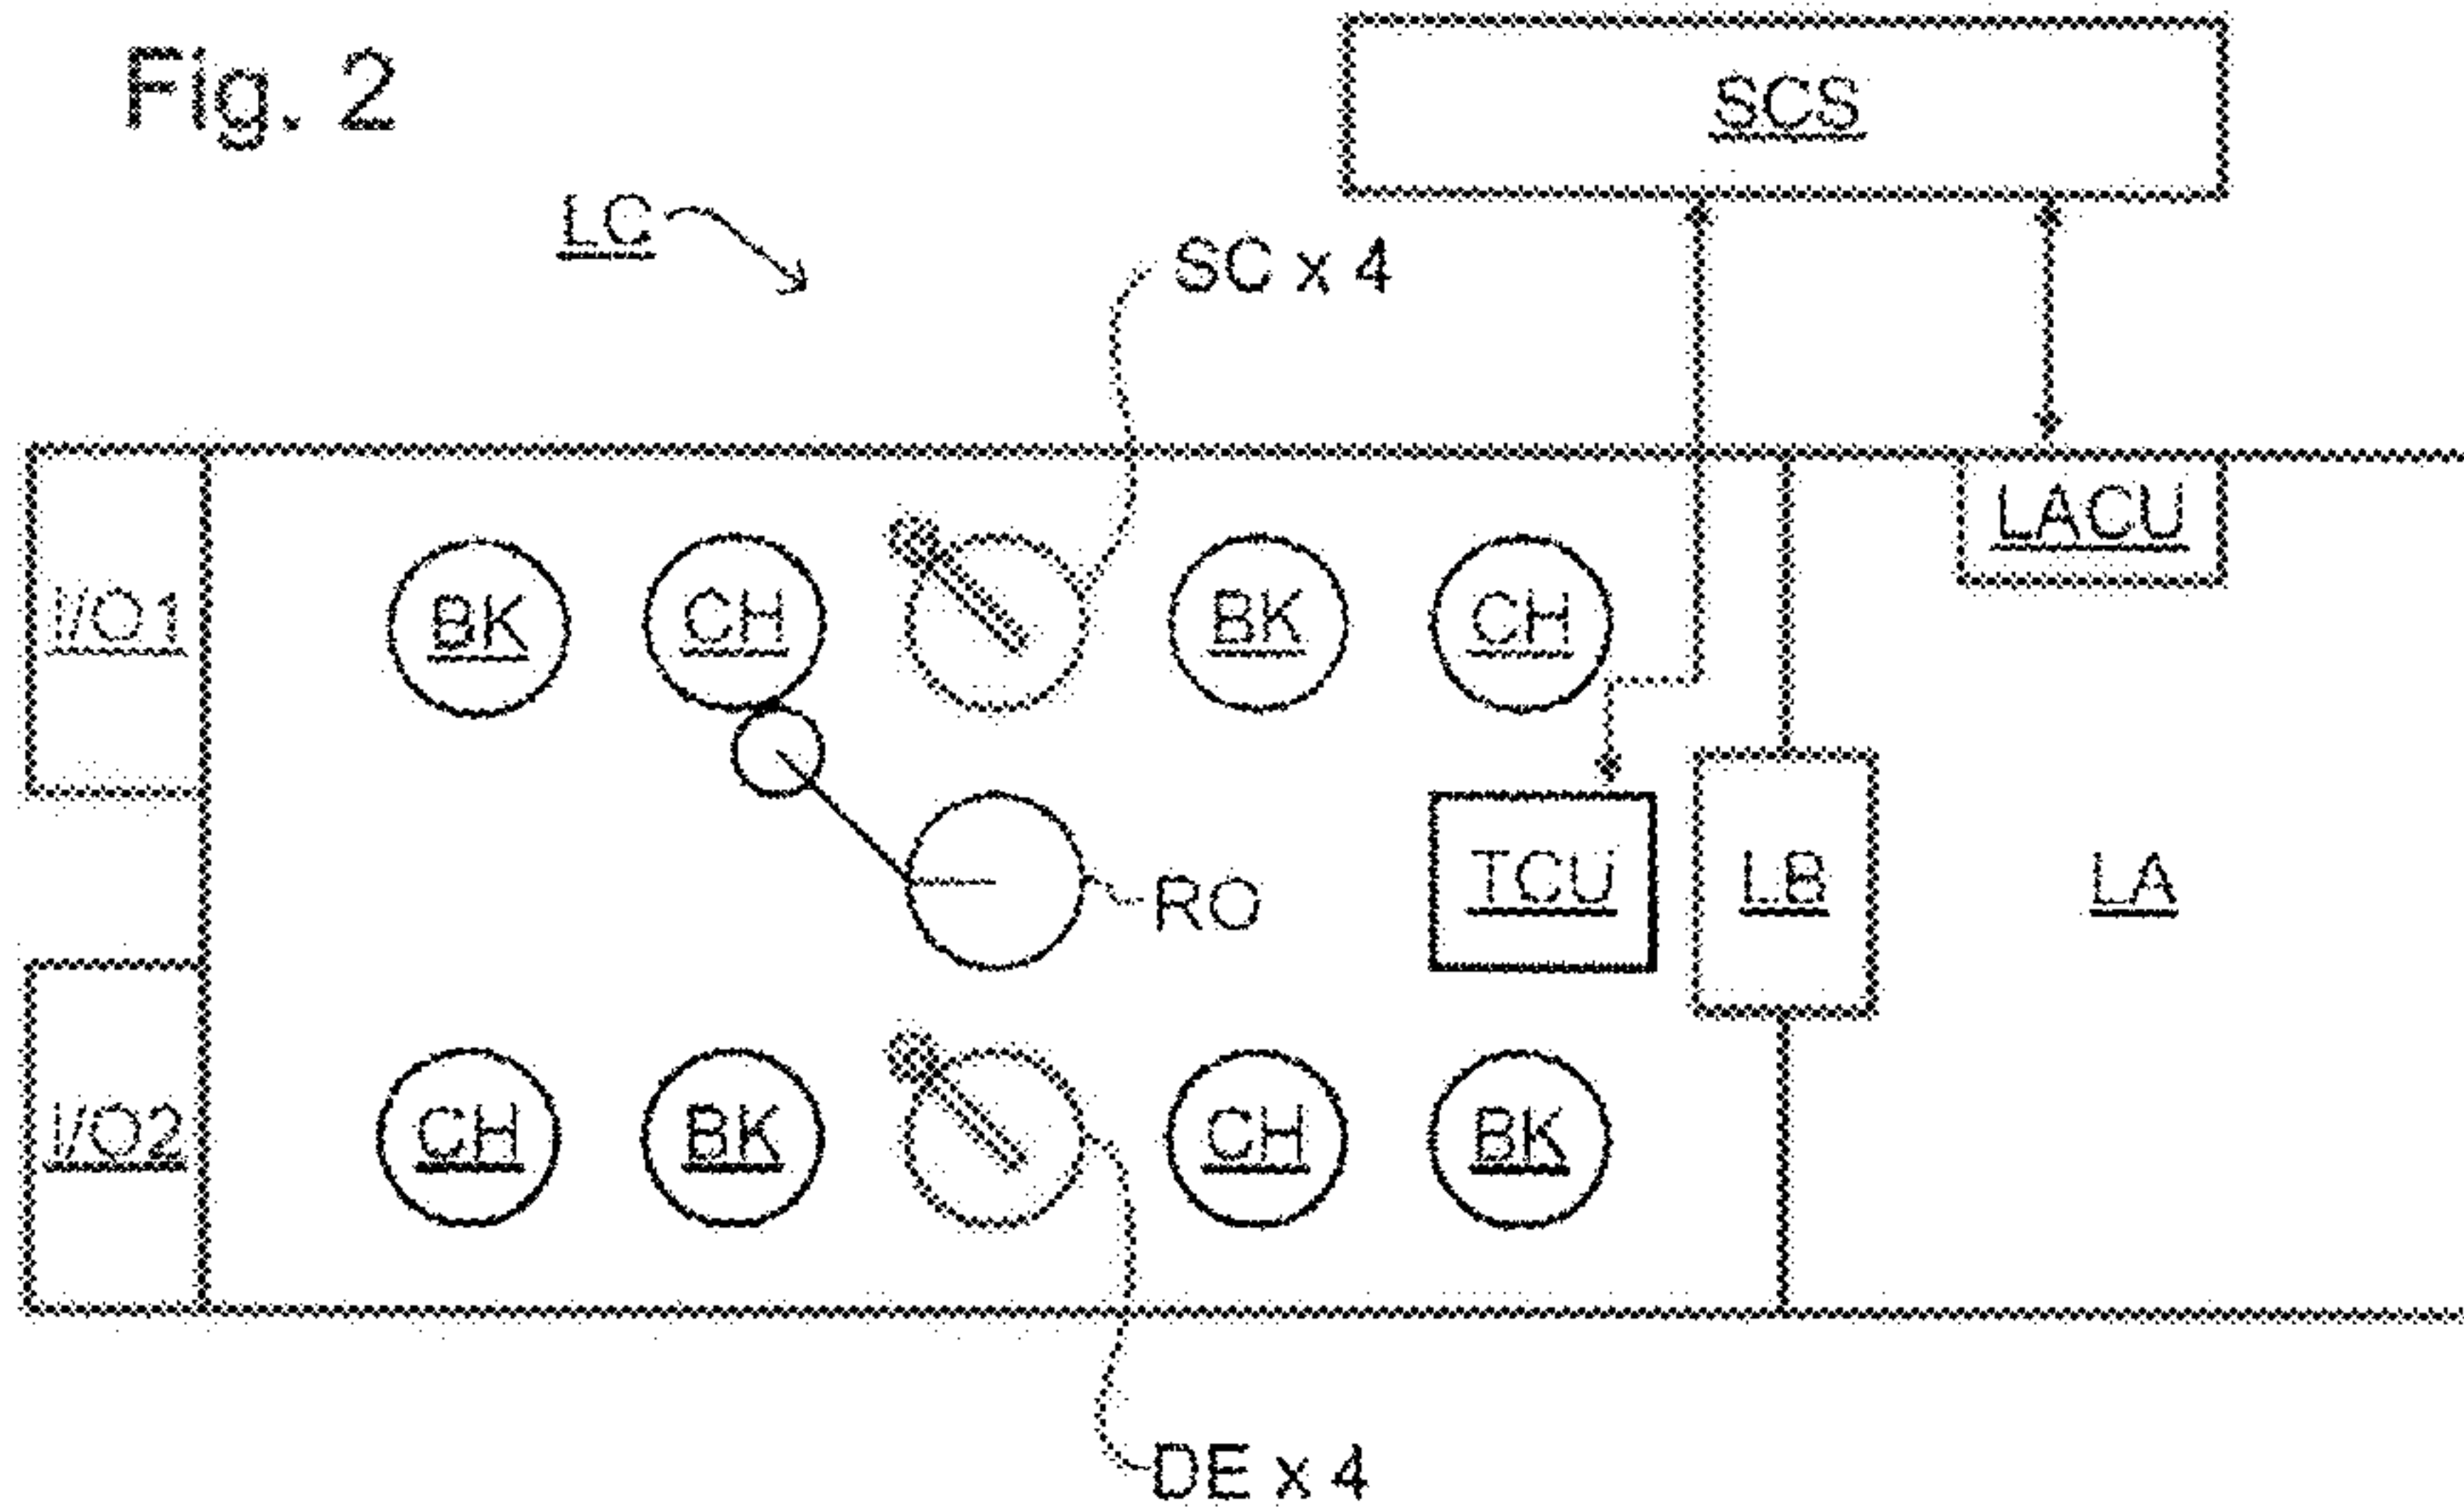 Fig. 2
SCS
LC
SC x 4
LACU
I/O1
BK
CH
BK
CH
RO
TCU
LB
LA
I/O2
CH
BK
CH
BK
DE x 4